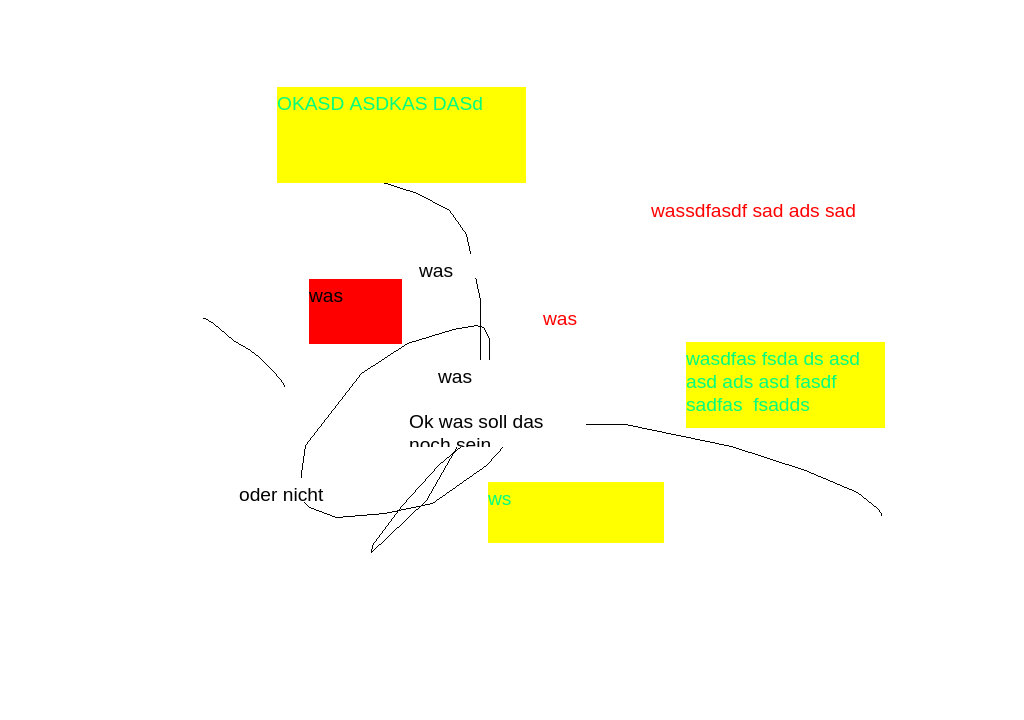 OKASD ASDKAS DASd
wassdfasdf sad ads sad
was
was
was
wasdfas fsda ds asd
asd ads asd fasdf
sadfas  fsadds
was
Ok was soll das
noch sein
oder nicht
ws